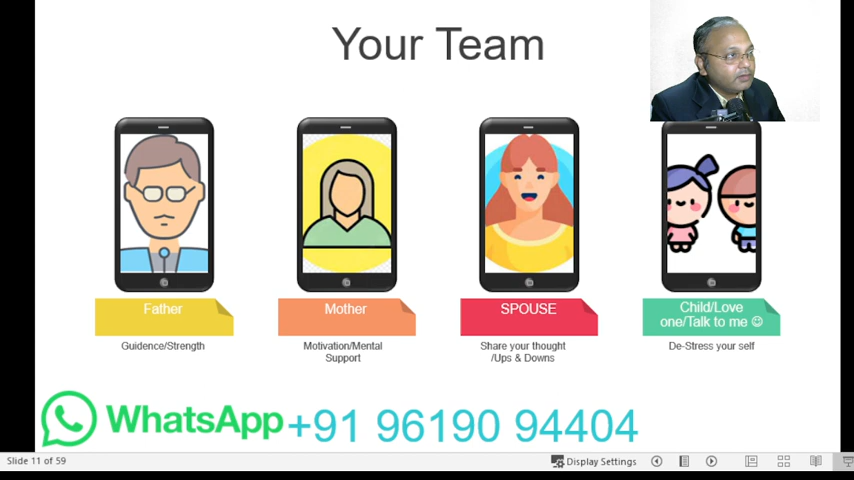 Your Team
Father
Guidence/Strength
Mother
Motivation/Mental
Support
SPOUSE
Share your thought
/Ups & Downs
Child/Love
one/Talk to me ☺
De-Stress your self
WhatsApp +91 96190 94404
Slide 11 of 59
Display Settings